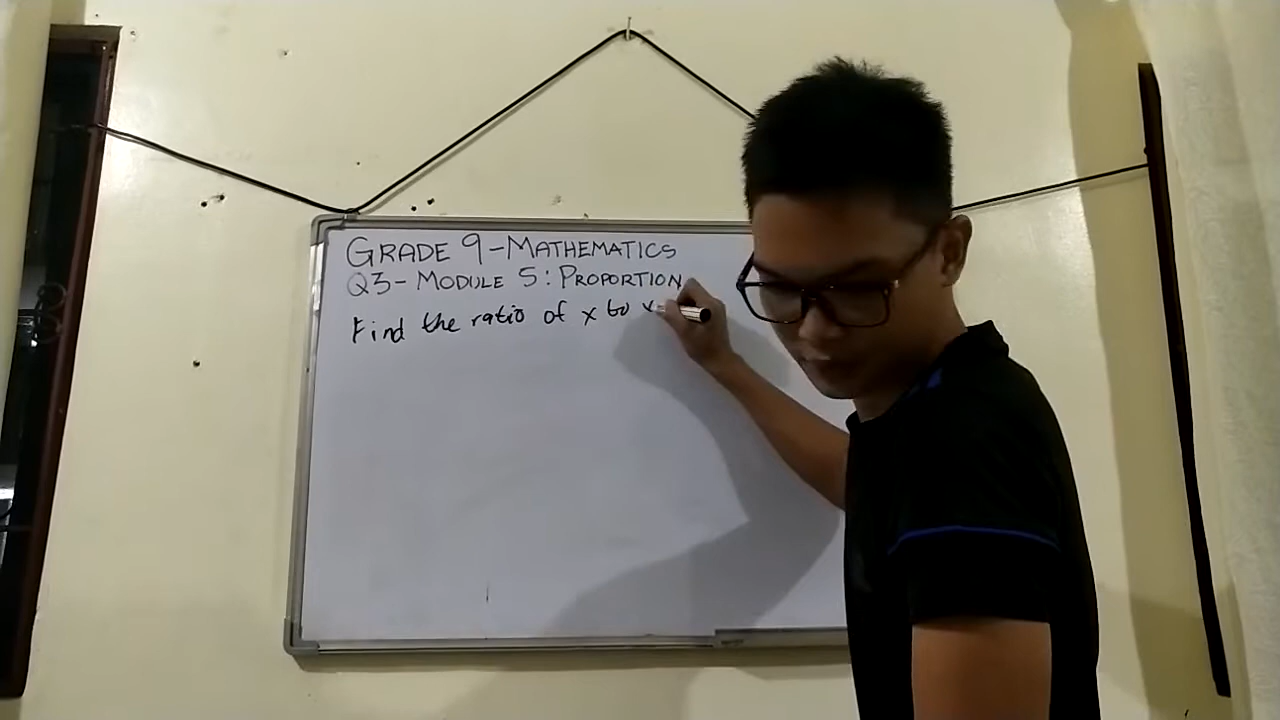 GRADE 9-MATHEMATICS
Q3- MODULE 5: PROPORTION
Find the ratio of x to